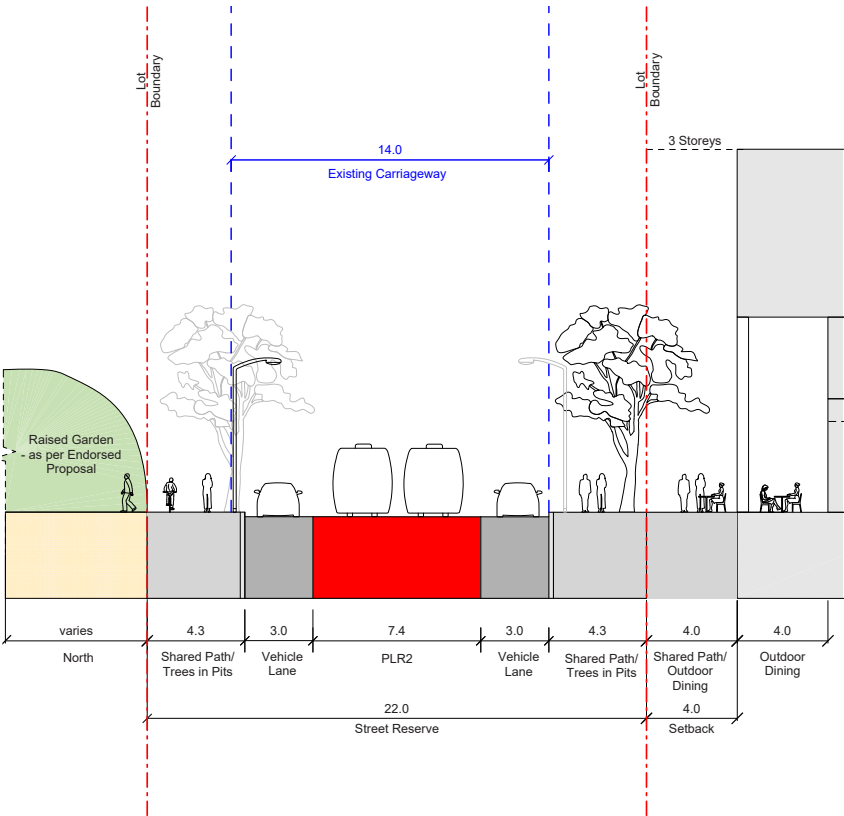 Lot
Boundary
Lot
Boundary
3 Storeys
14.0
Existing Carriageway
Raised Garden
- as per Endorsed
Proposal
varies
4.3
3.0
7.4
3.0
4.3
4.0
4.0
North
Shared Path/
Trees in Pits
Vehicle
Lane
PLR2
Vehicle
Lane
Shared Path/
Trees in Pits
Shared Path/
Outdoor
Dining
Outdoor
Dining
22.0
4.0
Street Reserve
Setback